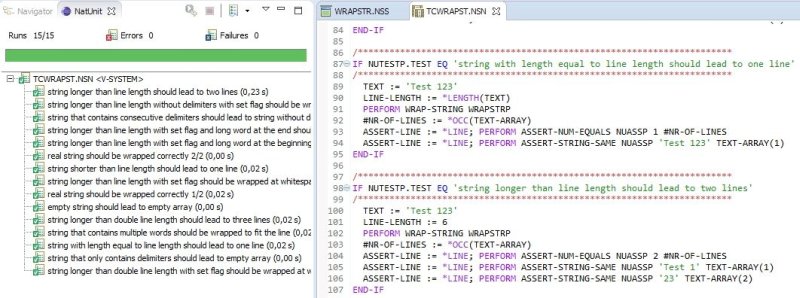 Navigator NatUnit
Runs 15/15 Errors 0 Failures 0
TCWRAPST.NSN <V-SYSTEM>
string longer than line length should lead to two lines (0,23 s)
string longer than line length without delimiters with set flag should be wr
string that contains consecutive delimiters should lead to string without d
string longer than line length with set flag and long word at the end shou
string longer than line length with set flag and long word at the beginning
real string should be wrapped correctly 2/2 (0,00 s)
string shorter than line length should lead to one line (0,02 s)
string longer than line length with set flag should be wrapped at whitespa
real string should be wrapped correctly 1/2 (0,02 s)
empty string should lead to empty array (0,00 s)
string longer than double line length should lead to three lines (0,02 s)
string that contains multiple words should be wrapped to fit the line (0,02
string with length equal to line length should lead to one line (0,02 s)
string that only contains delimiters should lead to empty array (0,00 s)
string longer than double line length with set flag should be wrapped at w
WRAPSTR.NSS TCWRAPST.NSN
84 END-IF
85
86 /************************************************************************
87 IF NUTESTP.TEST EQ 'string with length equal to line length should lead to one line'
88 /************************************************************************
89 TEXT := 'Test 123'
90 LINE-LENGTH := *LENGTH(TEXT)
91 PERFORM WRAP-STRING WRAPSTRP
92 #NR-OF-LINES := *OCC(TEXT-ARRAY)
93 ASSERT-LINE := *LINE; PERFORM ASSERT-NUM-EQUALS NUASSP 1 #NR-OF-LINES
94 ASSERT-LINE := *LINE; PERFORM ASSERT-STRING-SAME NUASSP 'Test 123' TEXT-ARRAY(1)
95 END-IF
96
97 /************************************************************************
98 IF NUTESTP.TEST EQ 'string longer than line length should lead to two lines'
99 /************************************************************************
100 TEXT := 'Test 123'
101 LINE-LENGTH := 6
102 PERFORM WRAP-STRING WRAPSTRP
103 #NR-OF-LINES := *OCC(TEXT-ARRAY)
104 ASSERT-LINE := *LINE; PERFORM ASSERT-NUM-EQUALS NUASSP 2 #NR-OF-LINES
105 ASSERT-LINE := *LINE; PERFORM ASSERT-STRING-SAME NUASSP 'Test 1' TEXT-ARRAY(1)
106 ASSERT-LINE := *LINE; PERFORM ASSERT-STRING-SAME NUASSP '23' TEXT-ARRAY(2)
107 END-IF